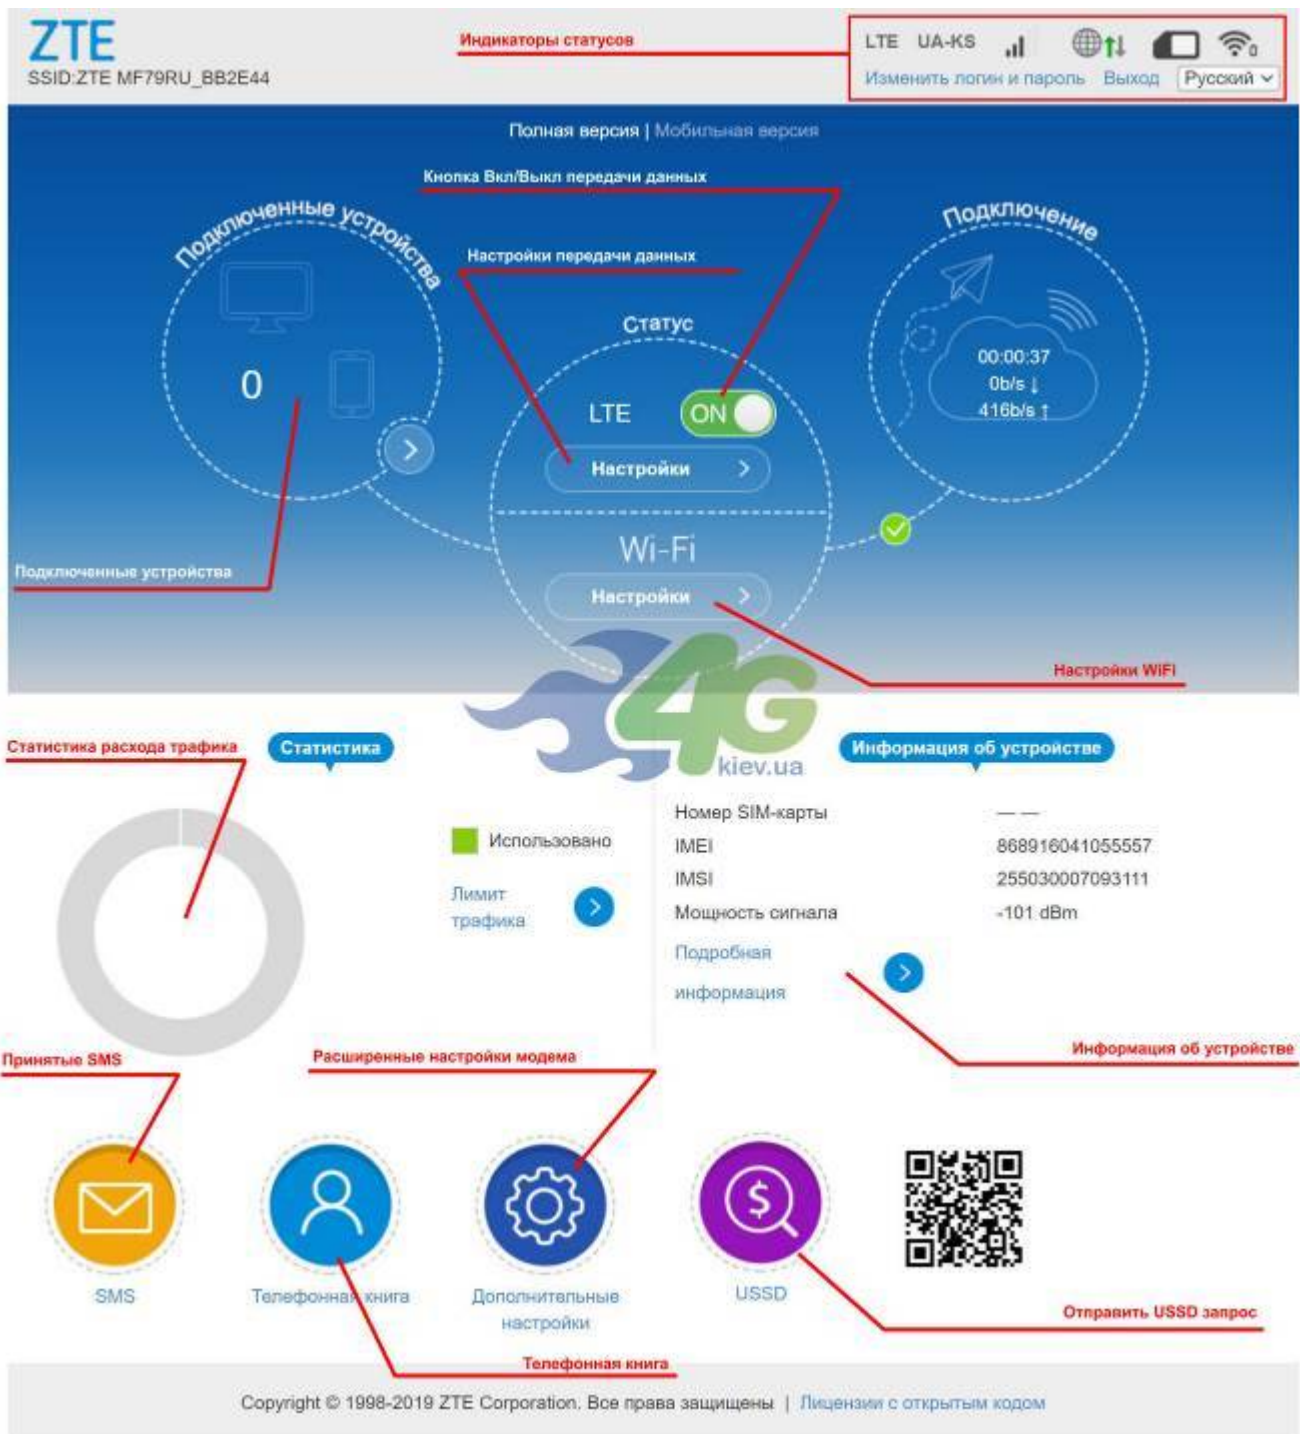 ZTE
SSID:ZTE MF79RU_BB2E44
Индикаторы статусов
LTE UA-KS
0
Изменить логин и пароль Выход Русский
Полная версия | Мобильная версия
Кнопка Вкл/Выкл передачи данных
Подключенные устройства
Подключение
Настройки передачи данных
Статус
00:00:37
0b/s ↓
416b/s ↑
0
LTE ON
Настройки >
Wi-Fi
Подключенные устройства
Настройки >
Настройки WiFi
4G
kiev.ua
Статистика расхода трафика
Статистика
Информация об устройстве
Номер SIM-карты — —
Использовано
IMEI 868916041055557
IMSI 255030007093111
Лимит
трафика
Мощность сигнала -101 dBm
Подробная
информация
Информация об устройстве
Принятые SMS
Расширенные настройки модема
$
SMS
Телефонная книга
Дополнительные
настройки
USSD
Отправить USSD запрос
Телефонная книга
Copyright © 1998-2019 ZTE Corporation. Все права защищены | Лицензии с открытым кодом